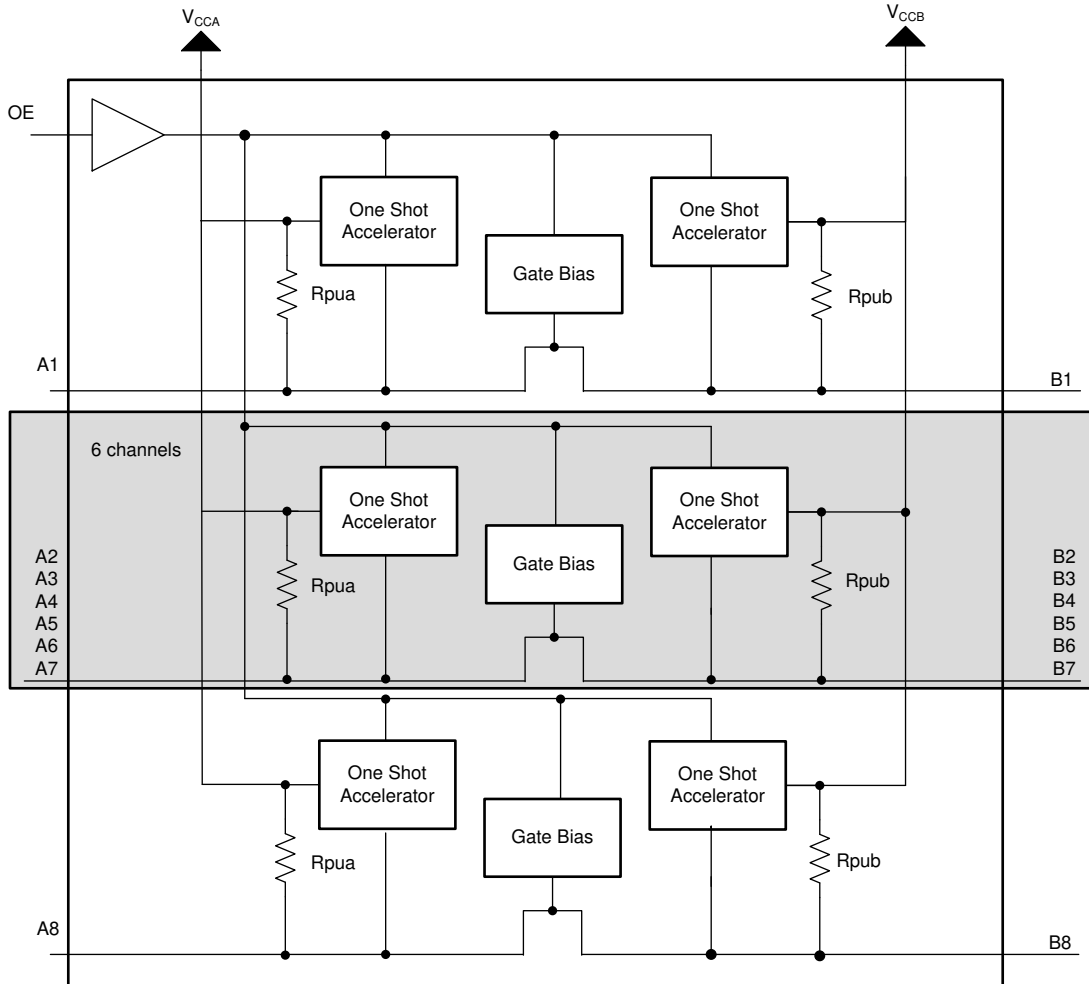 VCCA
VCCB
OE
One Shot
Accelerator
One Shot
Accelerator
Gate Bias
Rpua
Rpub
A1
B1
6 channels
One Shot
Accelerator
One Shot
Accelerator
Gate Bias
Rpua
Rpub
A2
A3
A4
A5
A6
A7
B2
B3
B4
B5
B6
B7
One Shot
Accelerator
One Shot
Accelerator
Gate Bias
Rpua
Rpub
A8
B8